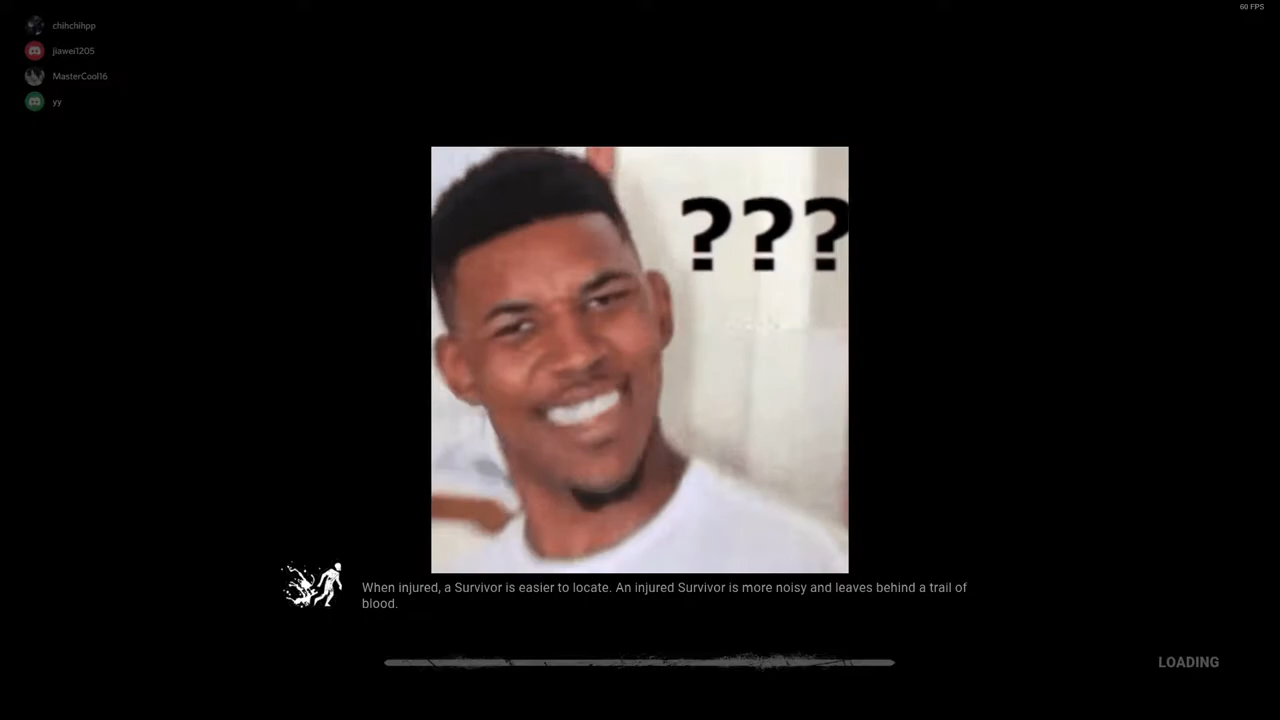 60 FPS
chihchihpp
jiawei1205
MasterCool16
yy
???
When injured, a Survivor is easier to locate. An injured Survivor is more noisy and leaves behind a trail of
blood.
LOADING